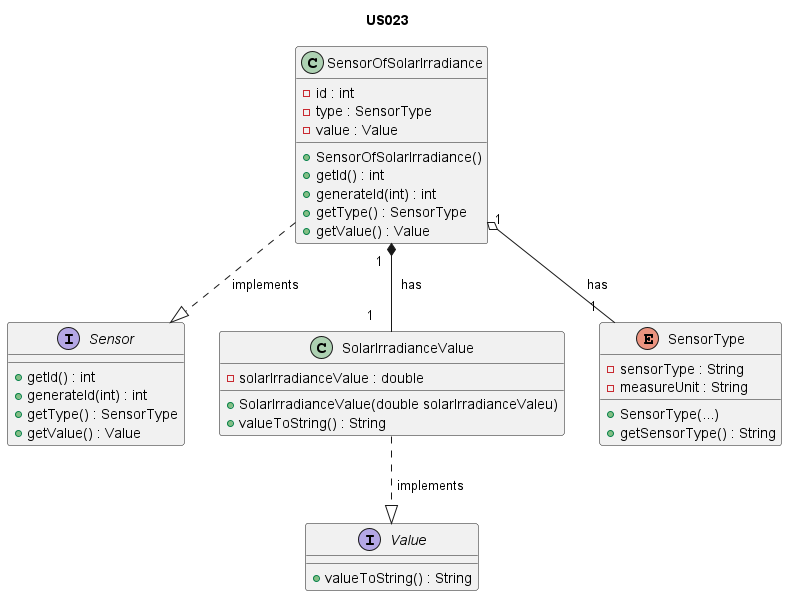 US023
C SensorOfSolarIrradiance
id : int
type : SensorType
value : Value
SensorOfSolarIrradiance()
getId() : int
generateId(int) : int
getType() : SensorType
getValue() : Value
1
1
implements
has
has
1
1
I Sensor
getId() : int
generateId(int) : int
getType() : SensorType
getValue() : Value
C SolarIrradianceValue
solarIrradianceValue : double
SolarIrradianceValue(double solarIrradianceValeu)
valueToString() : String
E SensorType
sensorType : String
measureUnit : String
SensorType(...)
getSensorType() : String
implements
I Value
valueToString() : String